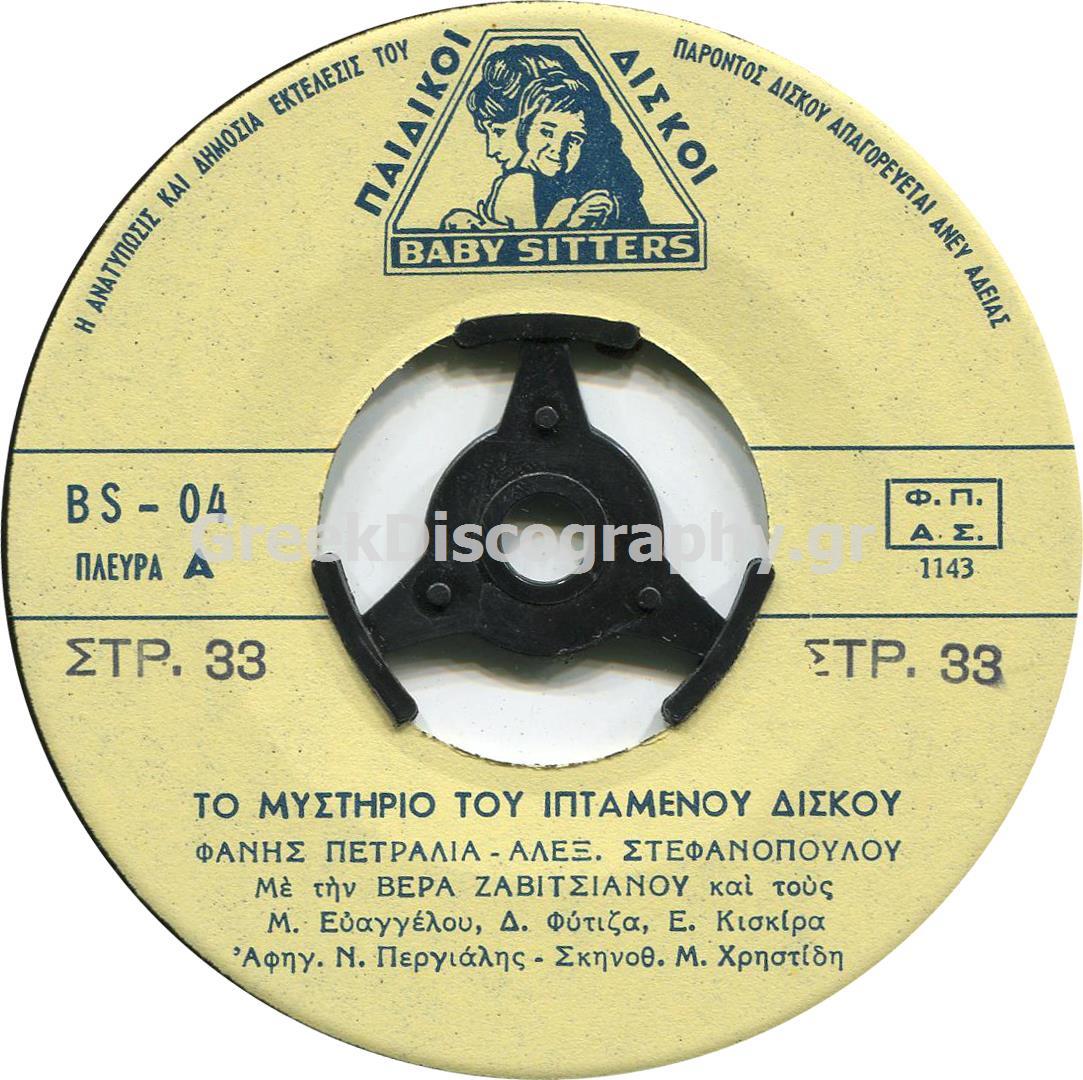 Η ΑΝΑΤΥΠΩΣΙΣ ΚΑΙ ΔΗΜΟΣΙΑ ΕΚΤΕΛΕΣΙΣ ΤΟΥ ΠΑΡΟΝΤΟΣ ΔΙΣΚΟΥ ΑΠΑΓΟΡΕΥΕΤΑΙ ΑΝΕΥ ΑΔΕΙΑΣ
ΠΑΙΔΙΚΟΙ ΔΙΣΚΟΙ
BABY SITTERS
BS - 04
ΠΛΕΥΡΑ Α
Φ. Π.
Α. Σ.
1143
GreekDiscography.gr
ΣΤΡ. 33
ΣΤΡ. 33
ΤΟ ΜΥΣΤΗΡΙΟ ΤΟΥ ΙΠΤΑΜΕΝΟΥ ΔΙΣΚΟΥ
ΦΑΝΗΣ ΠΕΤΡΑΛΙΑ - ΑΛΕΞ. ΣΤΕΦΑΝΟΠΟΥΛΟΥ
Μὲ τὴν ΒΕΡΑ ΖΑΒΙΤΣΙΑΝΟΥ καὶ τοὺς
Μ. Εὐαγγέλου, Δ. Φύτιζα, Ε. Κισκίρα
Ἀφηγ. Ν. Περγιάλης - Σκηνοθ. Μ. Χρηστίδη